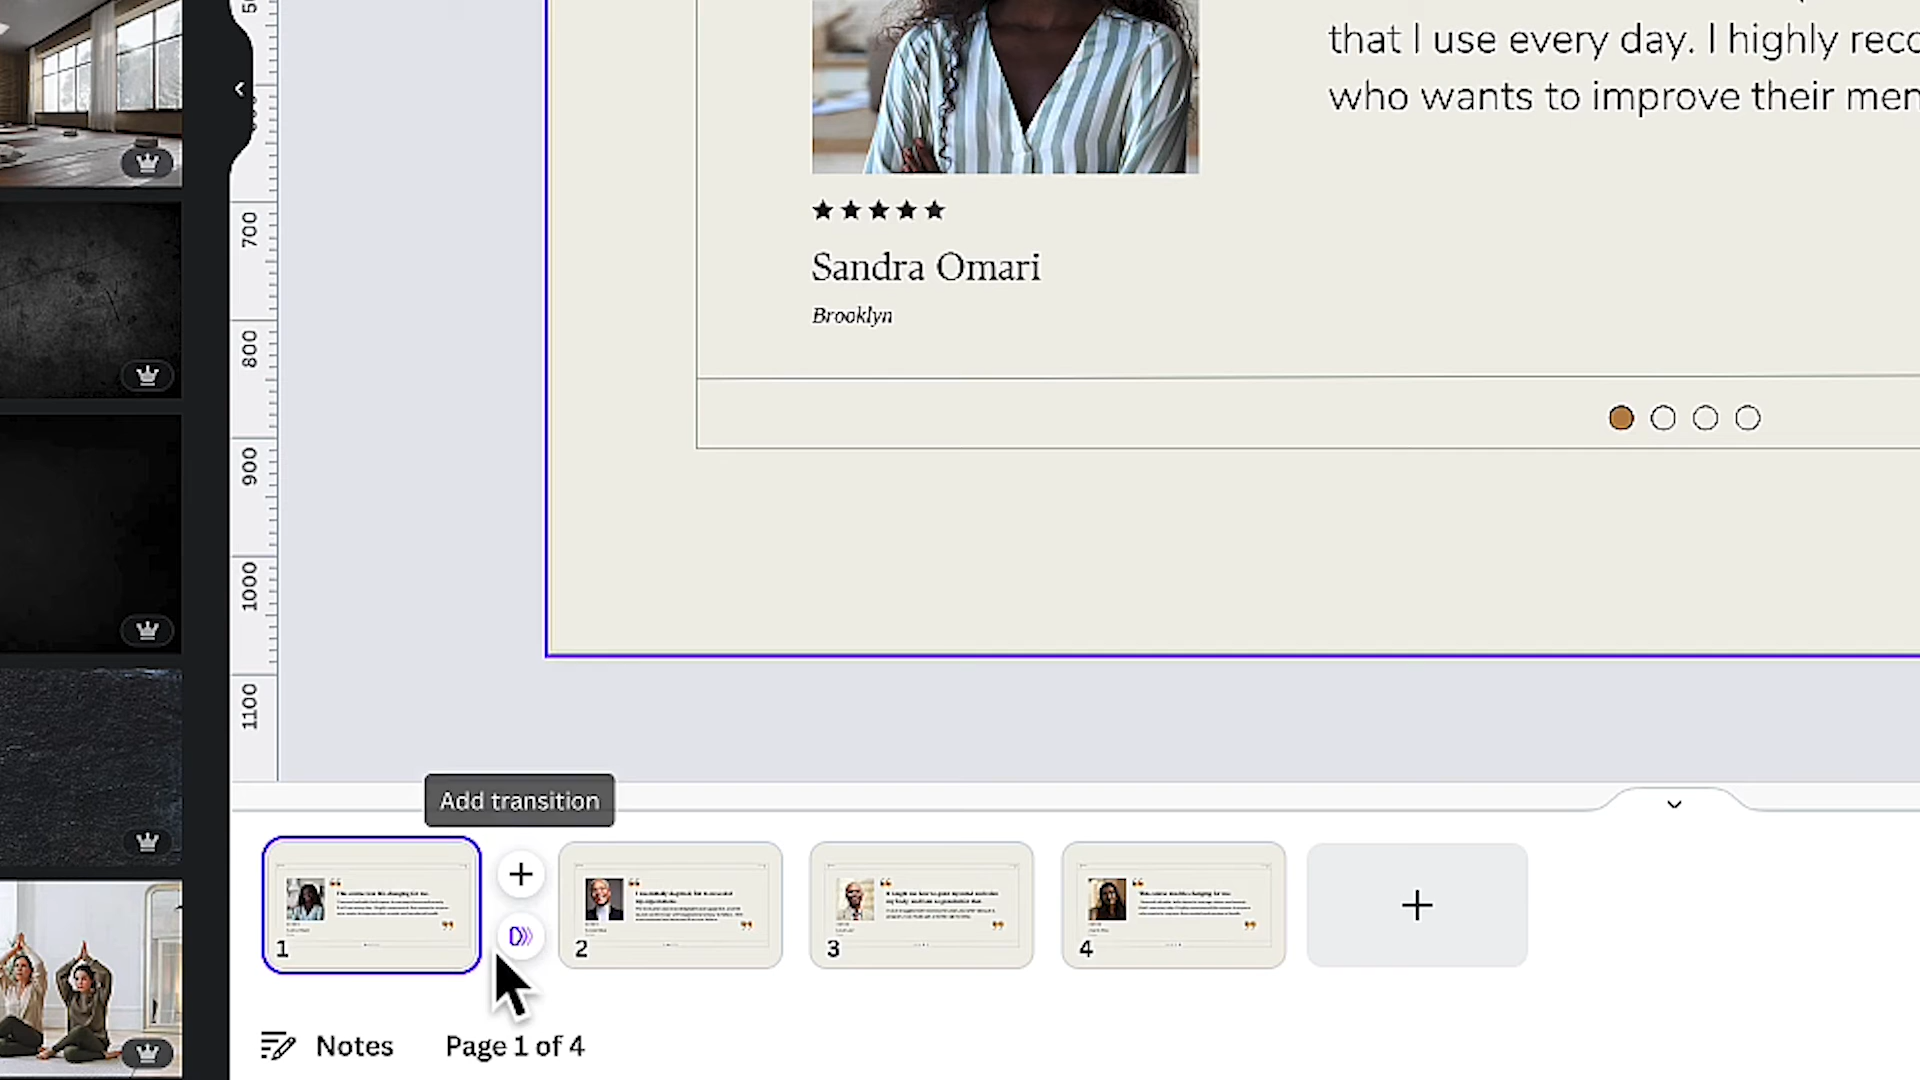 that I use every day. I highly reco
who wants to improve their men
Sandra Omari
Brooklyn
700
800
900
1000
1100
Add transition
1
2
3
4
Notes
Page 1 of 4